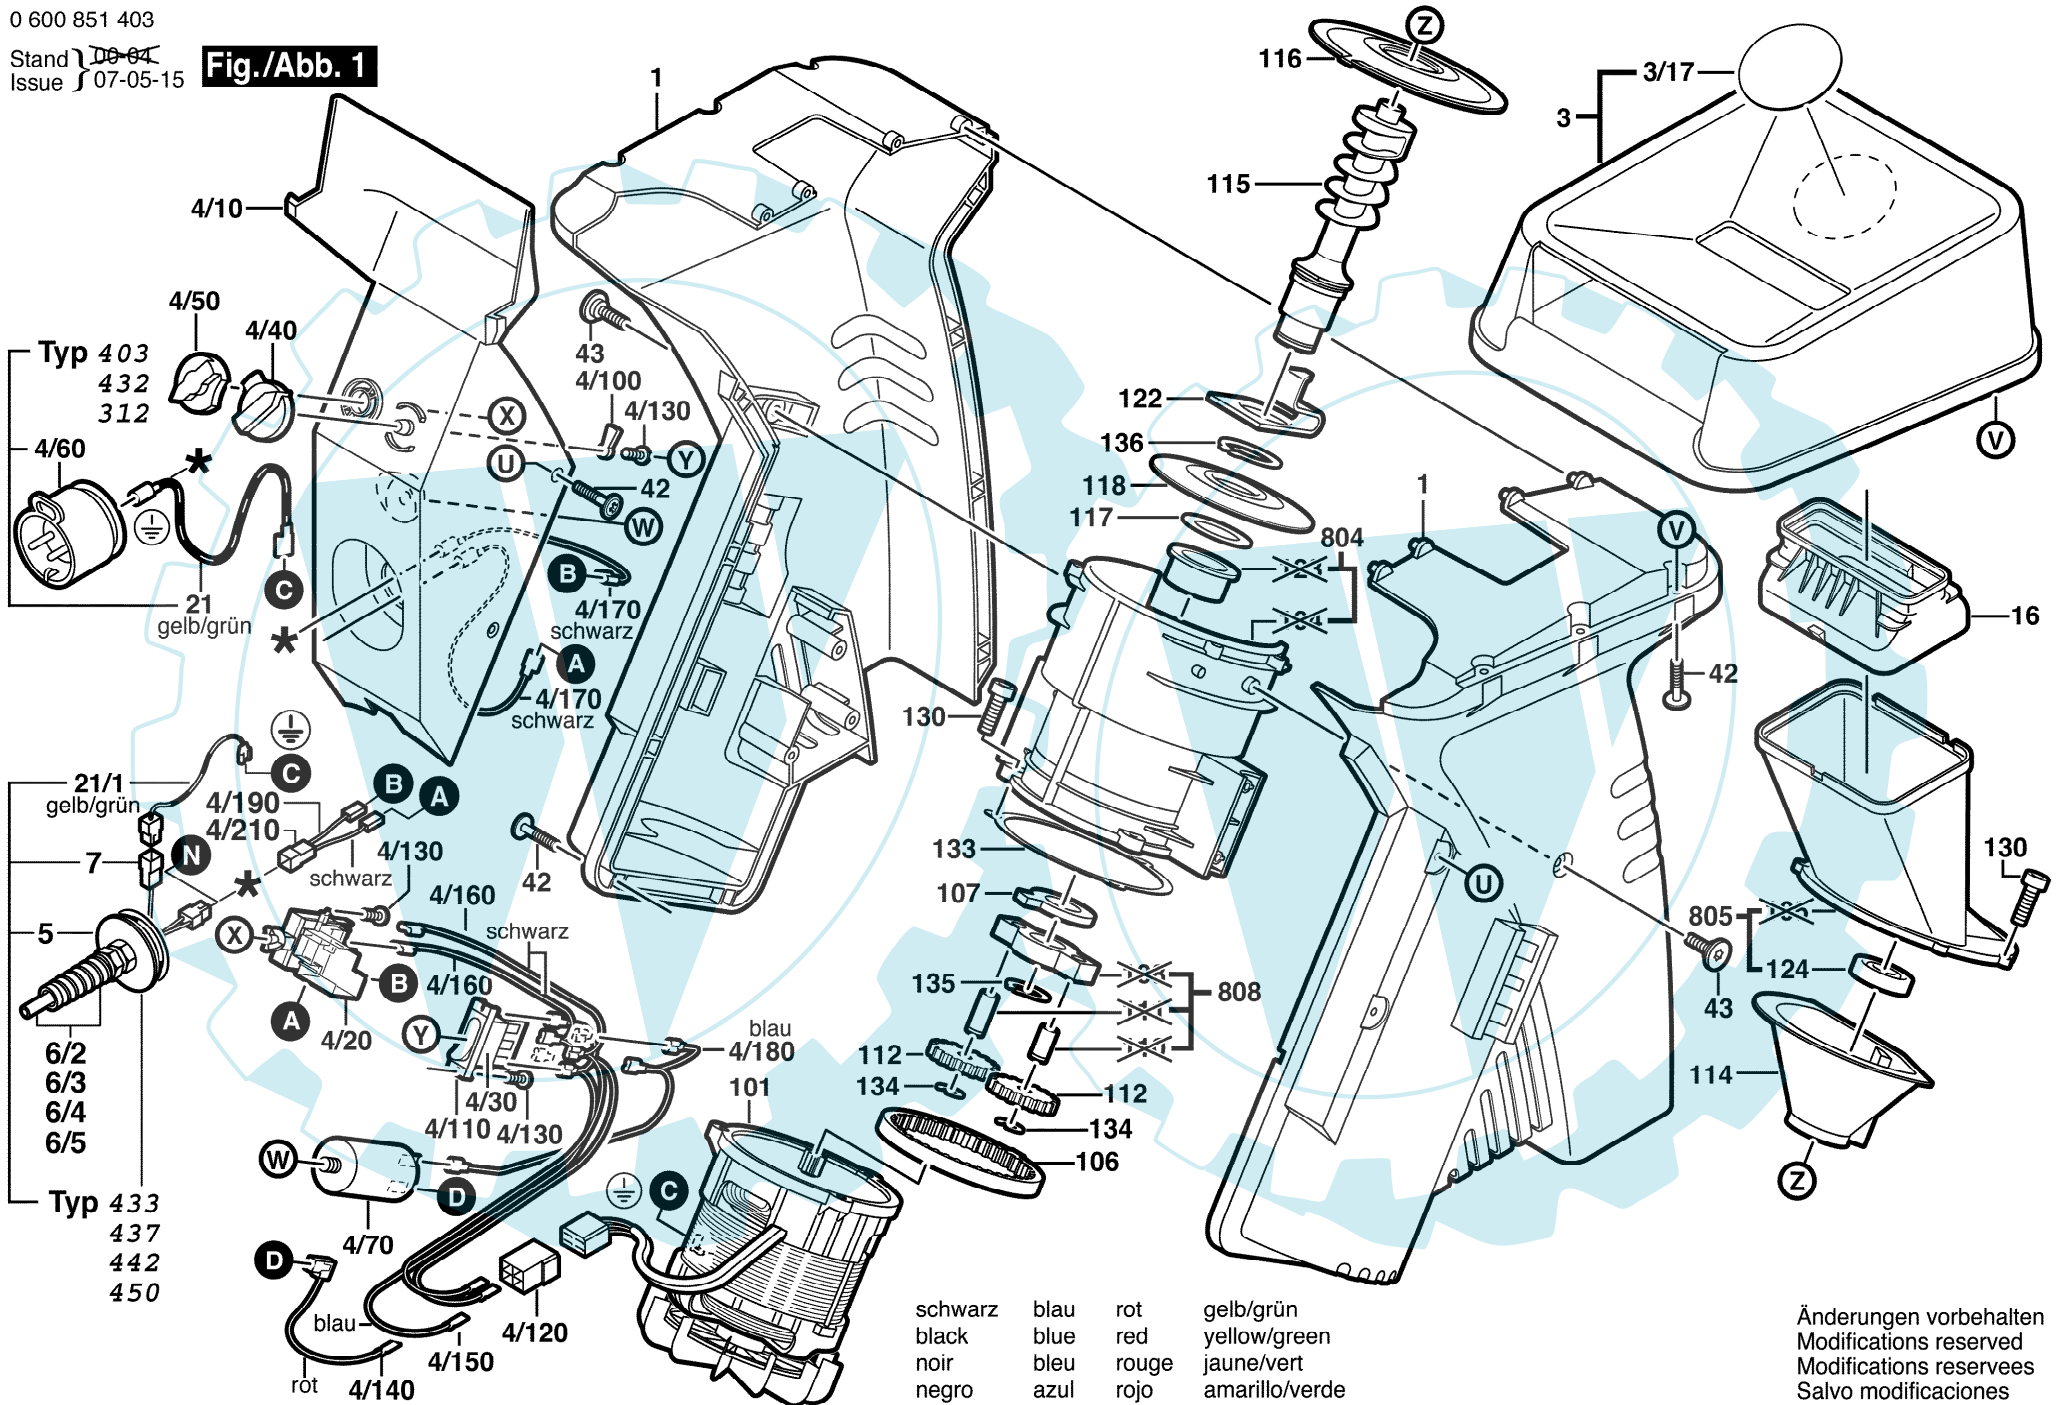 0 600 851 403
Stand
Issue
00-04
07-05-15
Fig./Abb. 1
1
116
Z
3/17
3
115
4/10
4/50
4/40
Typ 403
432
312
43
4/100
4/130
X
U
Y
42
W
122
136
118
117
804
V
1
V
4/60
*
C
21
gelb/grün
*
B
4/170
schwarz
A
4/170
schwarz
16
42
130
21/1
gelb/grün
C
B
A
4/190
4/210
4/130
7
N
schwarz
*
42
133
107
U
130
805
124
5
X
4/160
schwarz
4/160
B
A
4/20
Y
135
808
43
6/2
6/3
6/4
6/5
blau
4/180
101
112
134
112
134
106
114
4/30
4/110
4/130
W
D
4/70
C
Z
Typ 433
437
442
450
D
blau
rot
4/140
4/150
4/120
schwarz blau rot gelb/grün
black blue red yellow/green
noir bleu rouge jaune/vert
negro azul rojo amarillo/verde
Änderungen vorbehalten
Modifications reserved
Modifications reservees
Salvo modificaciones